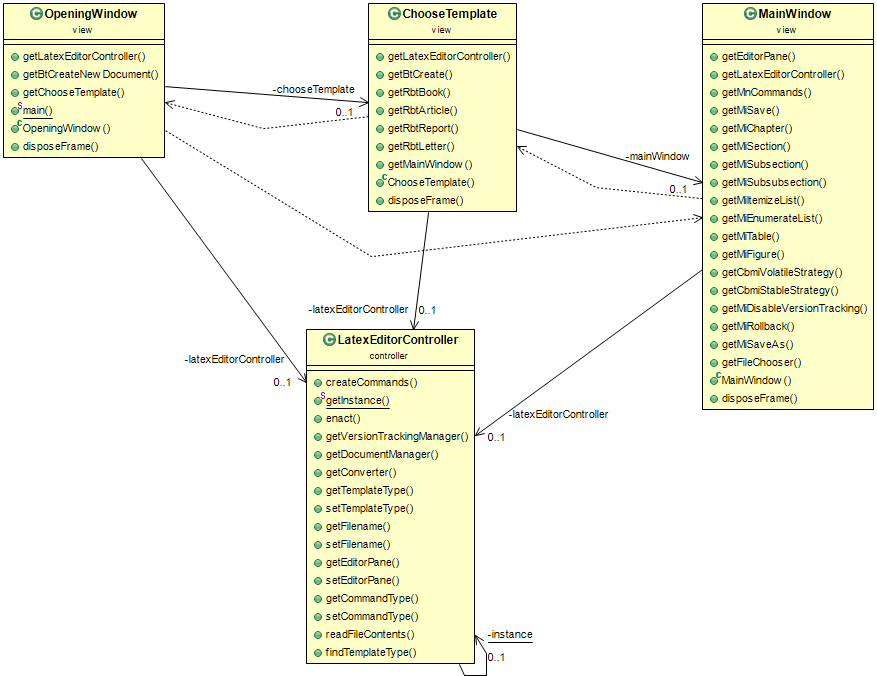 OpeningWindow
view
getLatexEditorController()
getBtCreateNew Document()
getChooseTemplate()
main()
OpeningWindow ()
disposeFrame()
ChooseTemplate
view
getLatexEditorController()
getBtCreate()
getRbtBook()
getRbtArticle()
getRbtReport()
getRbtLetter()
getMainWindow ()
ChooseTemplate()
disposeFrame()
MainWindow
view
getEditorPane()
getLatexEditorController()
getMnCommands()
getMiSave()
getMiChapter()
getMiSection()
getMiSubsection()
getMiSubsubsection()
getMiItemizeList()
getMiEnumerateList()
getMiTable()
getMiFigure()
getCbmiVolatileStrategy()
getCbmiStableStrategy()
getMiDisableVersionTracking()
getMiRollback()
getMiSaveAs()
getFileChooser()
MainWindow ()
disposeFrame()
-chooseTemplate
0..1
-mainWindow
0..1
-latexEditorController
0..1
-latexEditorController
0..1
-latexEditorController
0..1
LatexEditorController
controller
createCommands()
getInstance()
enact()
getVersionTrackingManager()
getDocumentManager()
getConverter()
getTemplateType()
setTemplateType()
getFilename()
setFilename()
getEditorPane()
setEditorPane()
getCommandType()
setCommandType()
readFileContents()
findTemplateType()
-instance
0..1